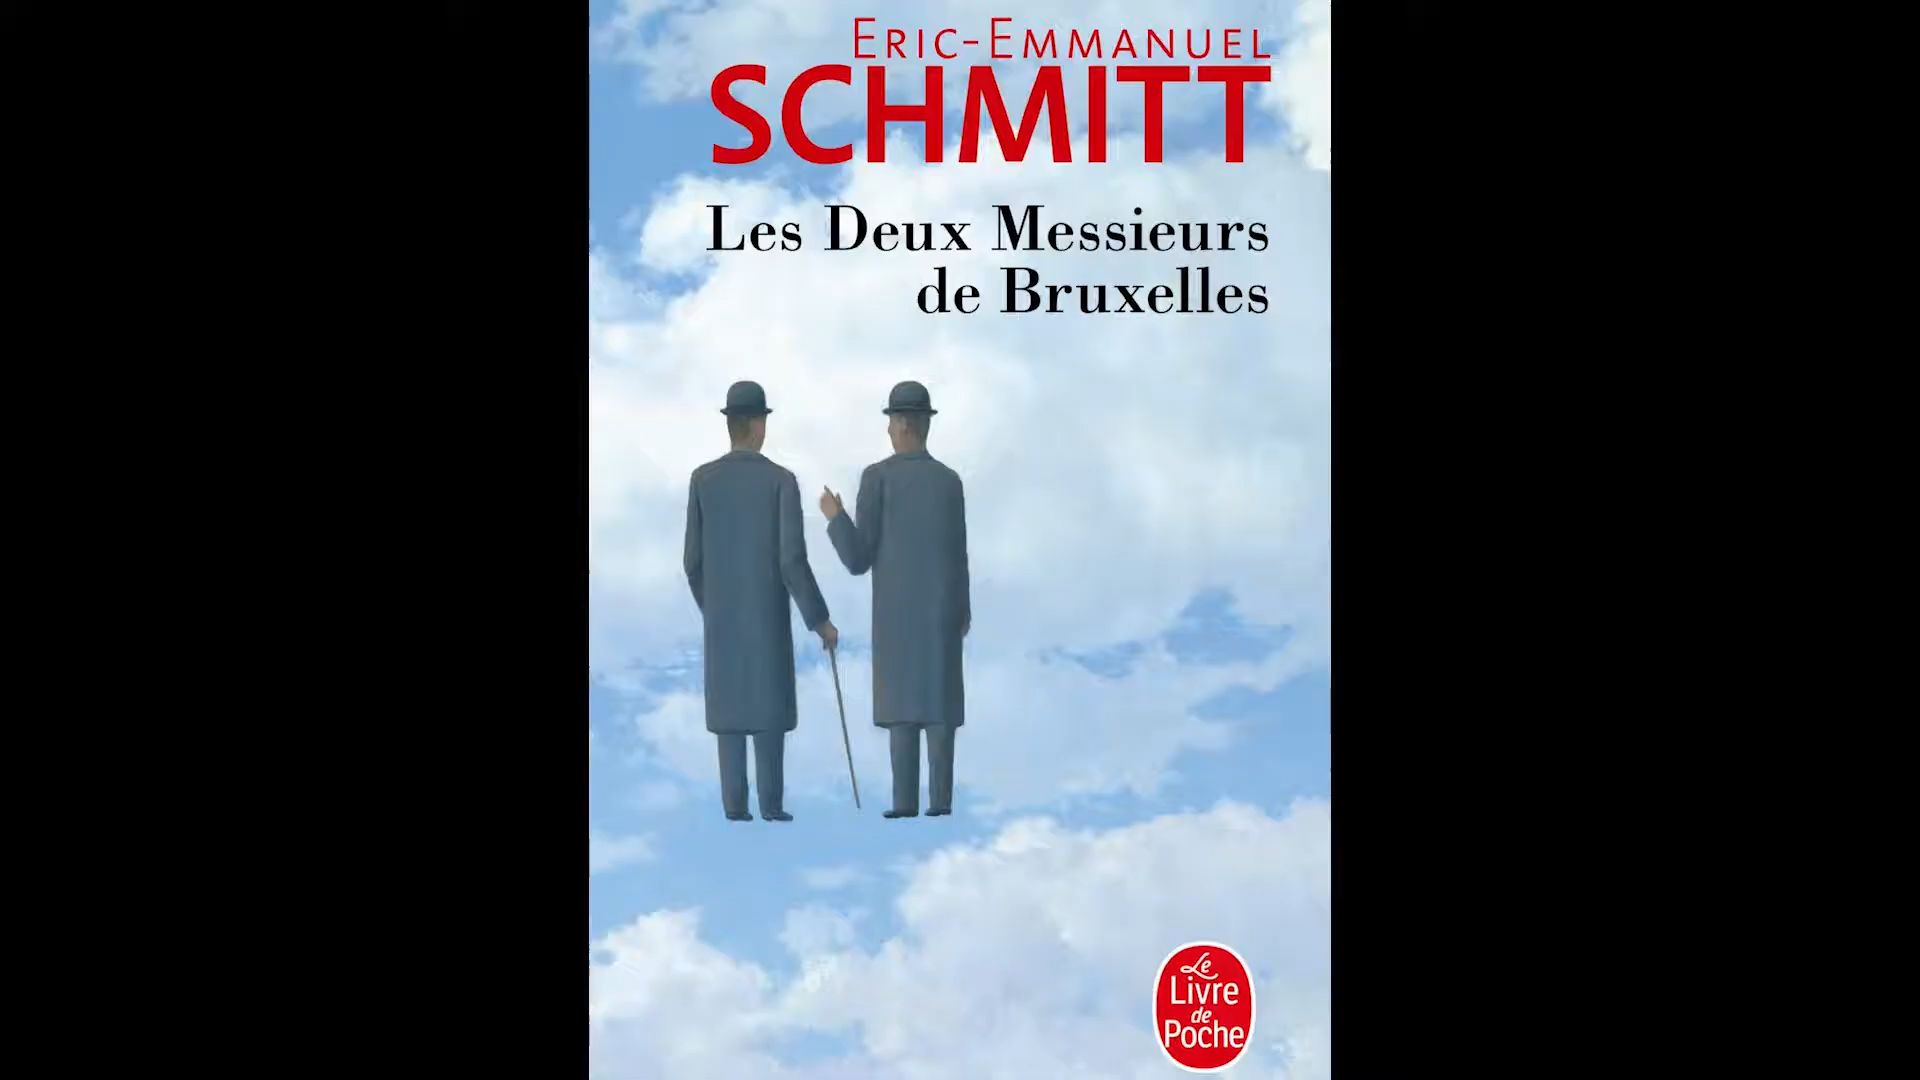 ERIC-EMMANUEL
SCHMITT
Les Deux Messieurs
de Bruxelles
Le
Livre
de
Poche